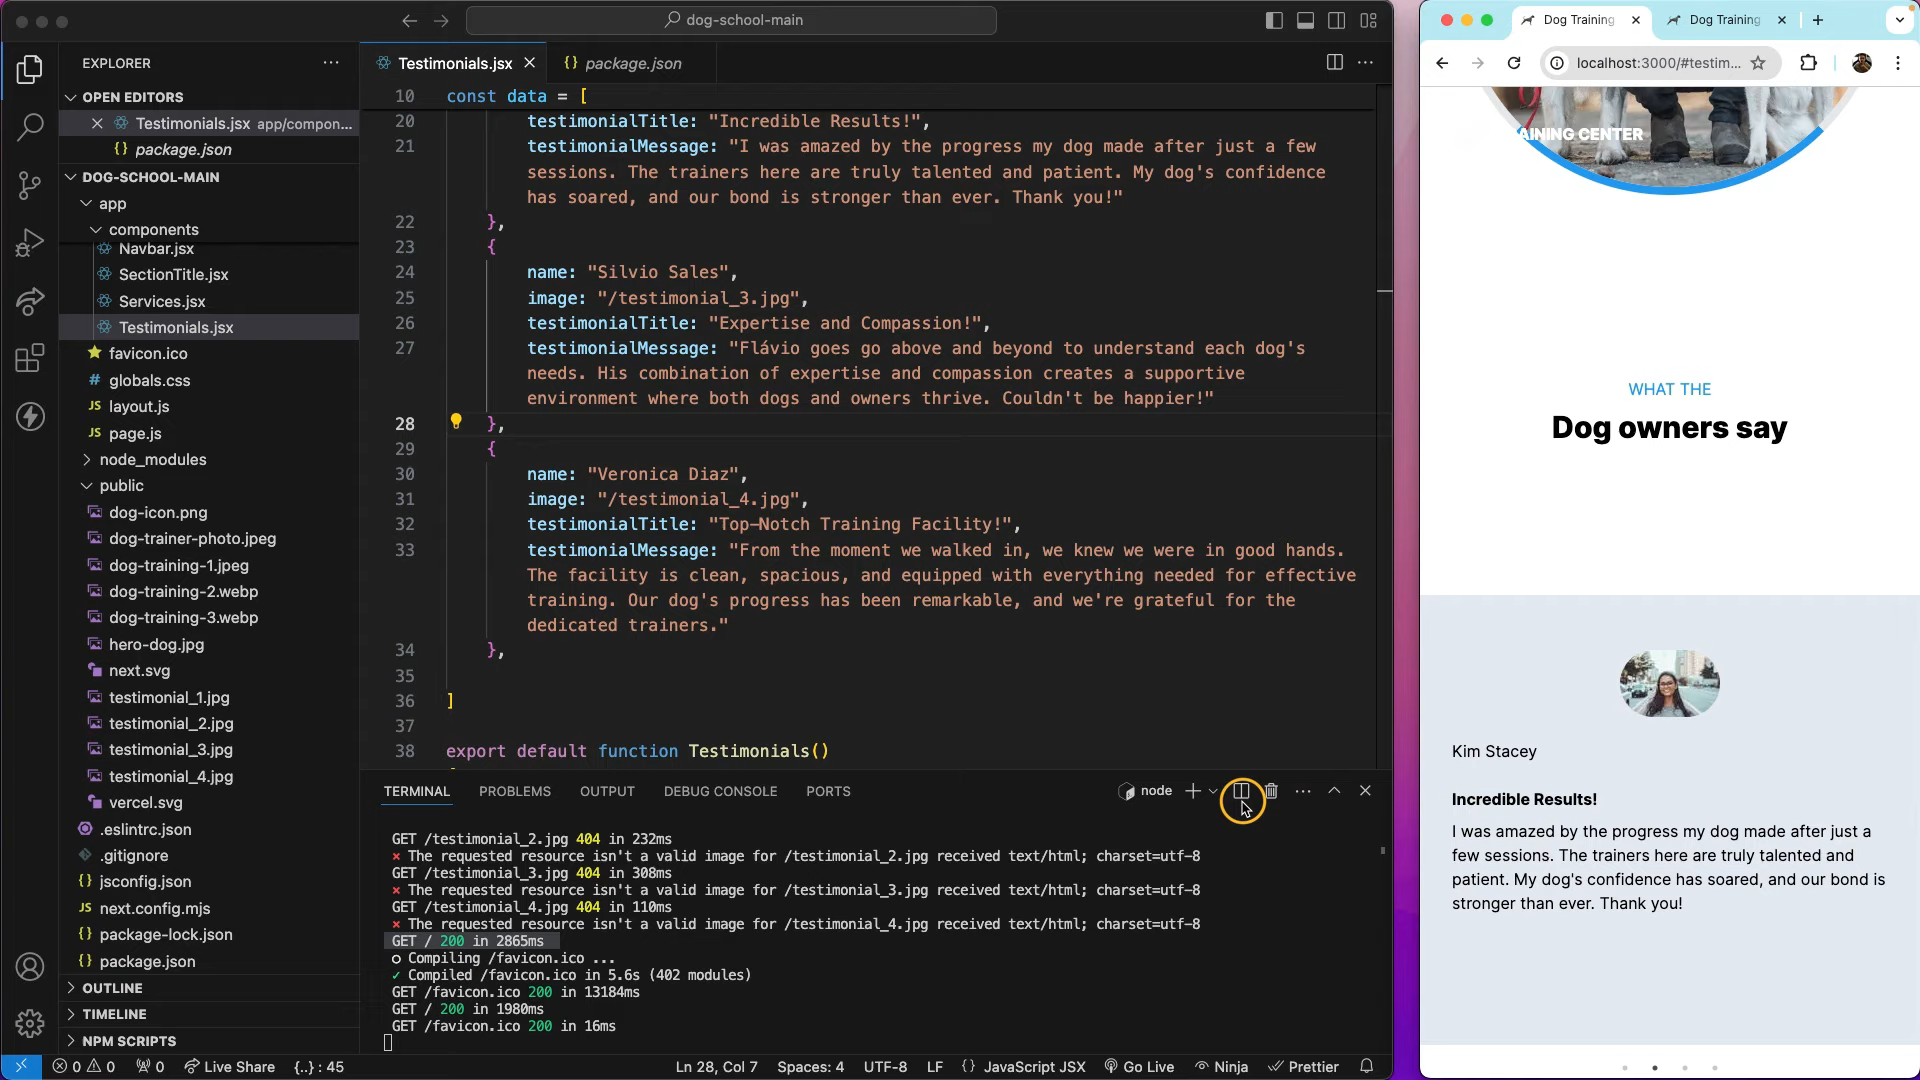 dog-school-main
EXPLORER
OPEN EDITORS
Testimonials.jsx app/compon...
{} package.json
DOG-SCHOOL-MAIN
app
components
Navbar.jsx
SectionTitle.jsx
Services.jsx
Testimonials.jsx
favicon.ico
# globals.css
JS layout.js
JS page.js
node_modules
public
dog-icon.png
dog-trainer-photo.jpeg
dog-training-1.jpeg
dog-training-2.webp
dog-training-3.webp
hero-dog.jpg
next.svg
testimonial_1.jpg
testimonial_2.jpg
testimonial_3.jpg
testimonial_4.jpg
vercel.svg
.eslintrc.json
.gitignore
{} jsconfig.json
JS next.config.mjs
{} package-lock.json
{} package.json
OUTLINE
TIMELINE
NPM SCRIPTS
Testimonials.jsx
{} package.json
10 const data = [
20 testimonialTitle: "Incredible Results!",
21 testimonialMessage: "I was amazed by the progress my dog made after just a few
sessions. The trainers here are truly talented and patient. My dog's confidence
has soared, and our bond is stronger than ever. Thank you!"
22 },
23 {
24 name: "Silvio Sales",
25 image: "/testimonial_3.jpg",
26 testimonialTitle: "Expertise and Compassion!",
27 testimonialMessage: "Flávio goes go above and beyond to understand each dog's
needs. His combination of expertise and compassion creates a supportive
environment where both dogs and owners thrive. Couldn't be happier!"
28 },
29 {
30 name: "Veronica Diaz",
31 image: "/testimonial_4.jpg",
32 testimonialTitle: "Top-Notch Training Facility!",
33 testimonialMessage: "From the moment we walked in, we knew we were in good hands.
The facility is clean, spacious, and equipped with everything needed for effective
training. Our dog's progress has been remarkable, and we're grateful for the
dedicated trainers."
34 },
35
36 ]
37
38 export default function Testimonials()
TERMINAL PROBLEMS OUTPUT DEBUG CONSOLE PORTS node
GET /testimonial_2.jpg 404 in 232ms
⨯ The requested resource isn't a valid image for /testimonial_2.jpg received text/html; charset=utf-8
GET /testimonial_3.jpg 404 in 308ms
⨯ The requested resource isn't a valid image for /testimonial_3.jpg received text/html; charset=utf-8
GET /testimonial_4.jpg 404 in 110ms
⨯ The requested resource isn't a valid image for /testimonial_4.jpg received text/html; charset=utf-8
GET / 200 in 2865ms
○ Compiling /favicon.ico ...
✓ Compiled /favicon.ico in 5.6s (402 modules)
GET /favicon.ico 200 in 13184ms
GET / 200 in 1980ms
GET /favicon.ico 200 in 16ms
0 0 0 Live Share {..} : 45 Ln 28, Col 7 Spaces: 4 UTF-8 LF {} JavaScript JSX Go Live Ninja Prettier
Dog Training
Dog Training
localhost:3000/#testim...
AINING CENTER
WHAT THE
Dog owners say
Kim Stacey
Incredible Results!
I was amazed by the progress my dog made after just a
few sessions. The trainers here are truly talented and
patient. My dog's confidence has soared, and our bond is
stronger than ever. Thank you!